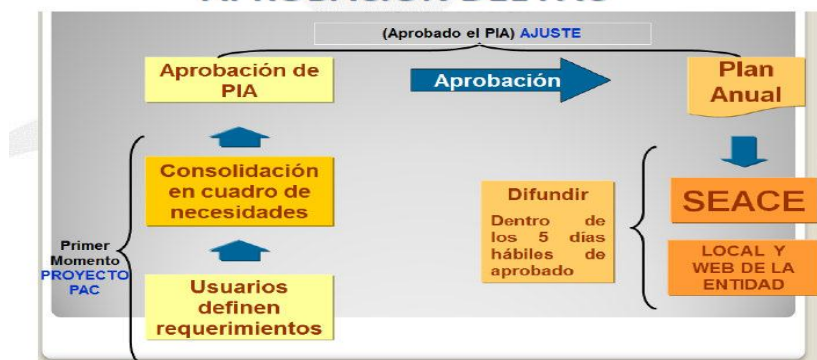 (Aprobado el PIA) AJUSTE
Aprobación de
PIA
Aprobación
Plan
Anual
Consolidación
en cuadro de
necesidades
Primer
Momento
PROYECTO
PAC
Usuarios
definen
requerimientos
Difundir
Dentro de
los 5 días
hábiles de
aprobado
SEACE
LOCAL Y
WEB DE LA
ENTIDAD